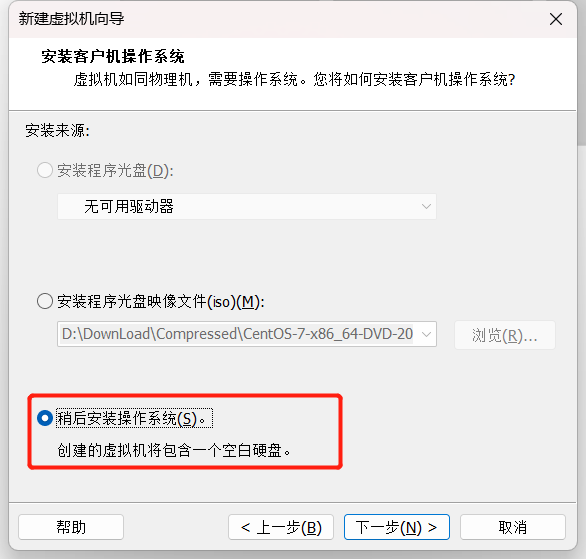 新建虚拟机向导
安装客户机操作系统
虚拟机如同物理机，需要操作系统。您将如何安装客户机操作系统?
安装来源:
安装程序光盘(D):
无可用驱动器
安装程序光盘映像文件(iso)(M):
D:\DownLoad\Compressed\CentOS-7-x86_64-DVD-20
浏览(R)...
稍后安装操作系统(S)。
创建的虚拟机将包含一个空白硬盘。
帮助
< 上一步(B)
下一步(N) >
取消